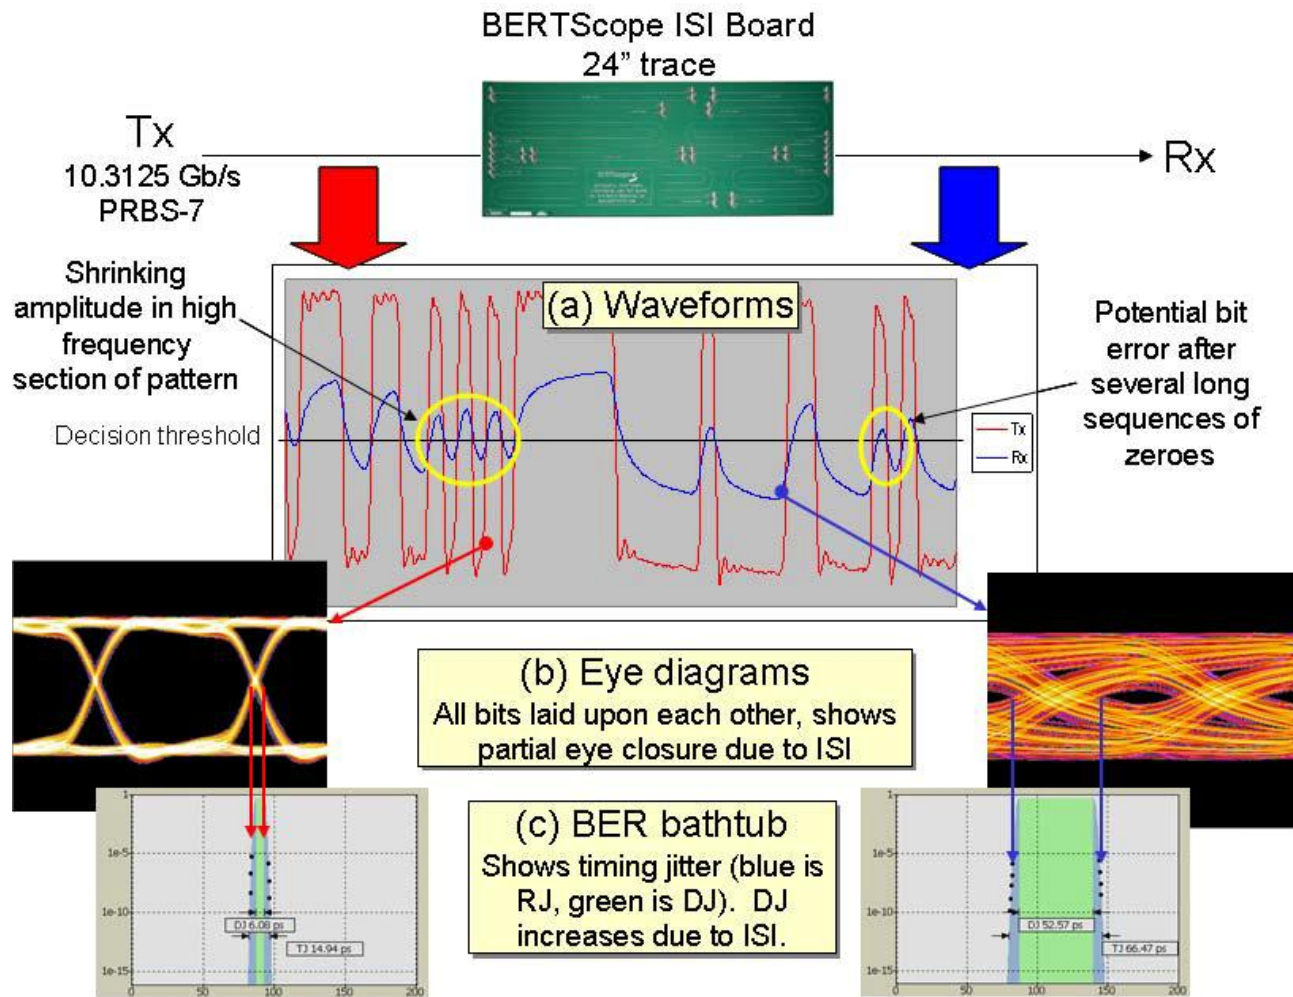 BERTScope ISI Board
24” trace
Tx
10.3125 Gb/s
PRBS-7
Rx
Shrinking
amplitude in high
frequency
section of pattern
(a) Waveforms
Potential bit
error after
several long
sequences of
zeroes
Decision threshold
Tx
Rx
(b) Eye diagrams
All bits laid upon each other, shows
partial eye closure due to ISI
(c) BER bathtub
Shows timing jitter (blue is
RJ, green is DJ). DJ
increases due to ISI.
1
1e-5
1e-10
1e-15
DJ 6.08 ps
TJ 14.94 ps
0 50 100 150 200
1
1e-5
1e-10
1e-15
DJ 52.57 ps
TJ 66.47 ps
0 50 100 150 200